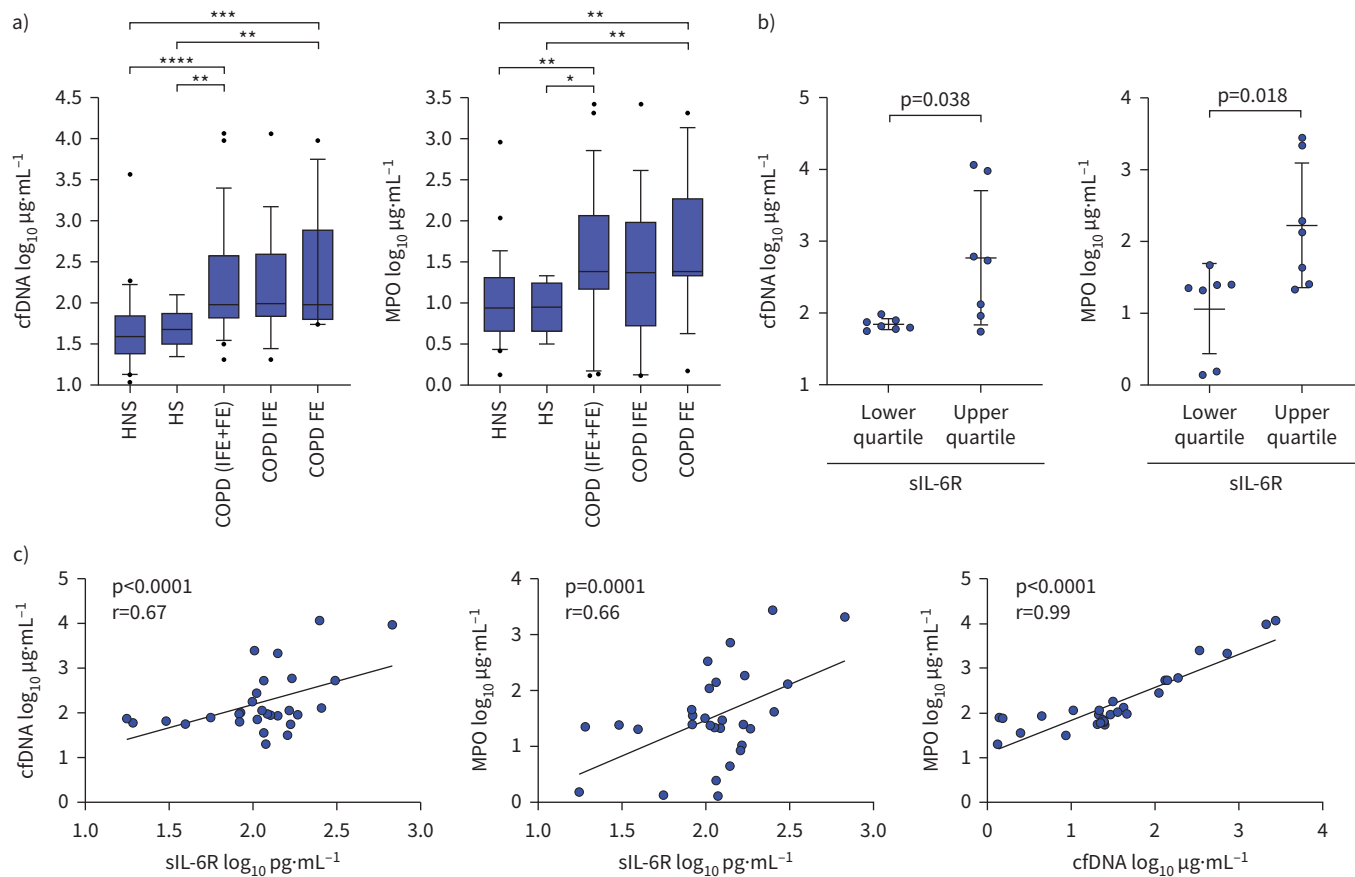 a)
***
**
****
**
cfDNA log10 µg·mL−1
4.5
4.0
3.5
3.0
2.5
2.0
1.5
1.0
HNS
HS
COPD (IFE+FE)
COPD IFE
COPD FE
**
**
**
*
MPO log10 µg·mL−1
3.5
3.0
2.5
2.0
1.5
1.0
0.5
0.0
HNS
HS
COPD (IFE+FE)
COPD IFE
COPD FE
b)
p=0.038
cfDNA log10 µg·mL−1
5
4
3
2
1
Lower
quartile
Upper
quartile
sIL-6R
p=0.018
MPO log10 µg·mL−1
4
3
2
1
0
Lower
quartile
Upper
quartile
sIL-6R
c)
p<0.0001
r=0.67
cfDNA log10 µg·mL−1
5
4
3
2
1
0
1.0 1.5 2.0 2.5 3.0
sIL-6R log10 pg·mL−1
p=0.0001
r=0.66
MPO log10 µg·mL−1
4
3
2
1
0
1.0 1.5 2.0 2.5 3.0
sIL-6R log10 pg·mL−1
p<0.0001
r=0.99
MPO log10 µg·mL−1
5
4
3
2
1
0
0 1 2 3 4
cfDNA log10 µg·mL−1